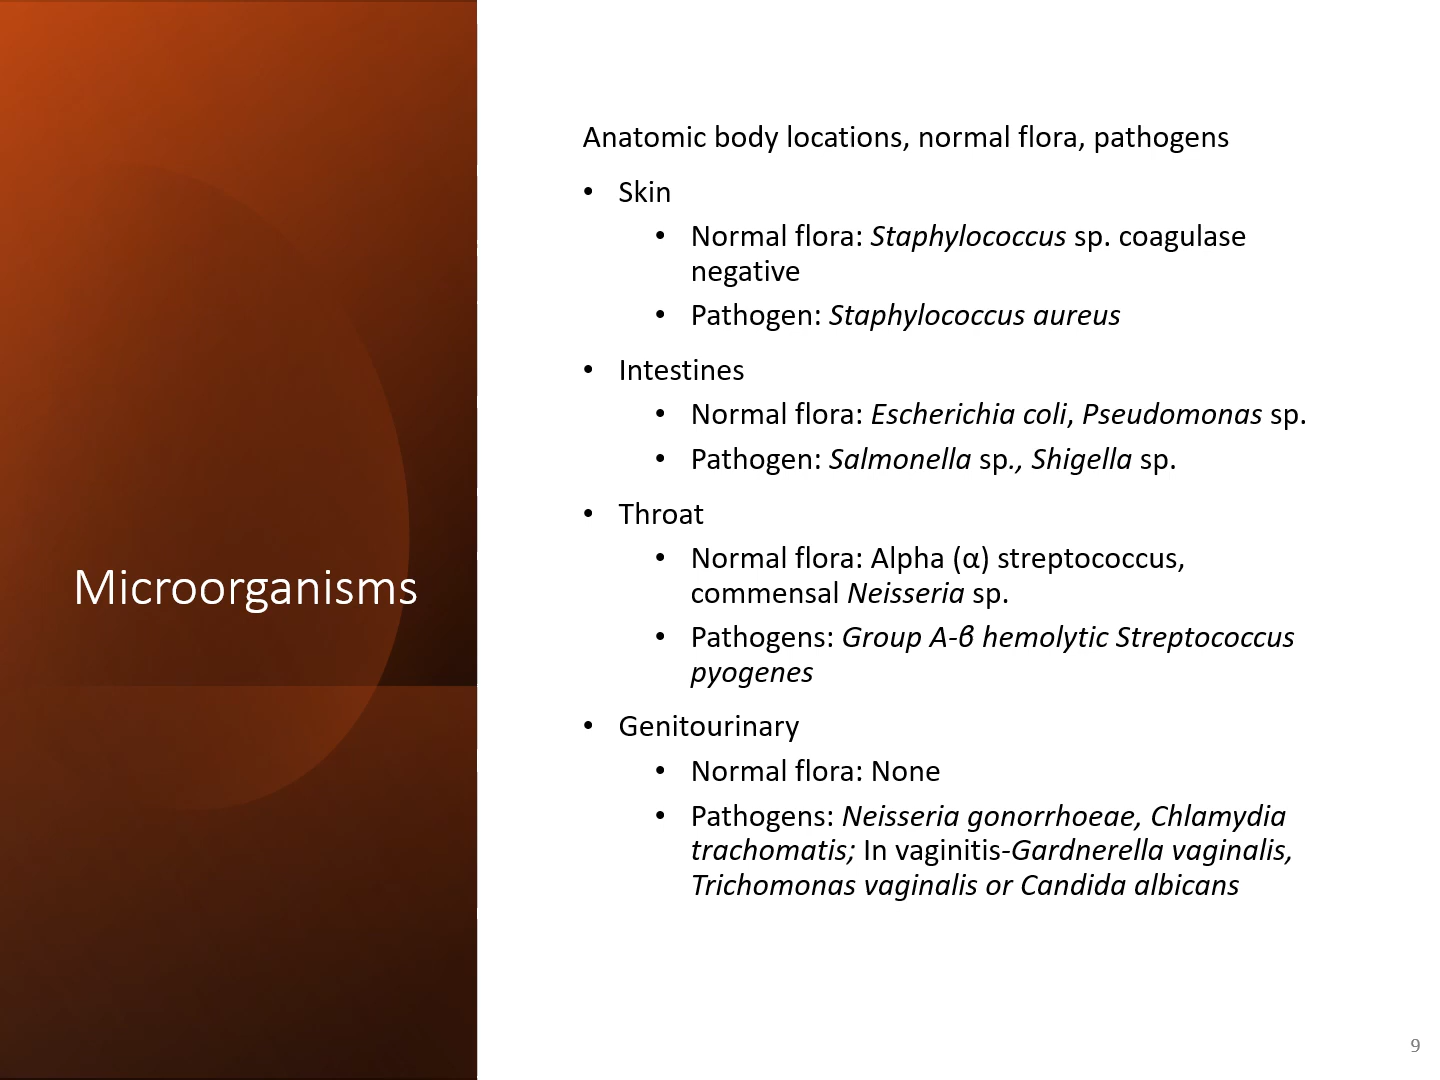 Microorganisms
Anatomic body locations, normal flora, pathogens
• Skin
• Normal flora: Staphylococcus sp. coagulase
negative
• Pathogen: Staphylococcus aureus
• Intestines
• Normal flora: Escherichia coli, Pseudomonas sp.
• Pathogen: Salmonella sp., Shigella sp.
• Throat
• Normal flora: Alpha (α) streptococcus,
commensal Neisseria sp.
• Pathogens: Group A-β hemolytic Streptococcus
pyogenes
• Genitourinary
• Normal flora: None
• Pathogens: Neisseria gonorrhoeae, Chlamydia
trachomatis; In vaginitis-Gardnerella vaginalis,
Trichomonas vaginalis or Candida albicans
9